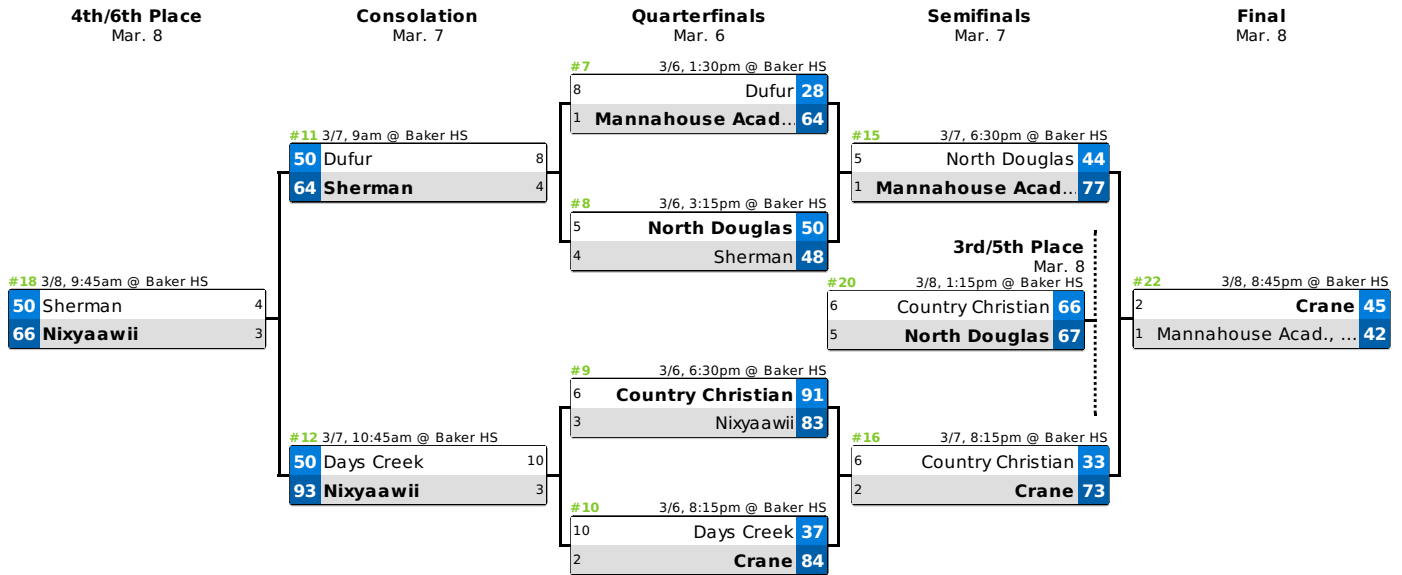 4th/6th Place
Mar. 8
Consolation
Mar. 7
Quarterfinals
Mar. 6
Semifinals
Mar. 7
Final
Mar. 8
#7 3/6, 1:30pm @ Baker HS
8 Dufur 28
1 Mannahouse Acad... 64
#11 3/7, 9am @ Baker HS
50 Dufur 8
64 Sherman 4
#15 3/7, 6:30pm @ Baker HS
5 North Douglas 44
1 Mannahouse Acad... 77
#8 3/6, 3:15pm @ Baker HS
5 North Douglas 50
4 Sherman 48
3rd/5th Place
Mar. 8
#18 3/8, 9:45am @ Baker HS
50 Sherman 4
66 Nixyaawii 3
#20 3/8, 1:15pm @ Baker HS
6 Country Christian 66
5 North Douglas 67
#22 3/8, 8:45pm @ Baker HS
2 Crane 45
1 Mannahouse Acad., ... 42
#9 3/6, 6:30pm @ Baker HS
6 Country Christian 91
3 Nixyaawii 83
#12 3/7, 10:45am @ Baker HS
50 Days Creek 10
93 Nixyaawii 3
#16 3/7, 8:15pm @ Baker HS
6 Country Christian 33
2 Crane 73
#10 3/6, 8:15pm @ Baker HS
10 Days Creek 37
2 Crane 84